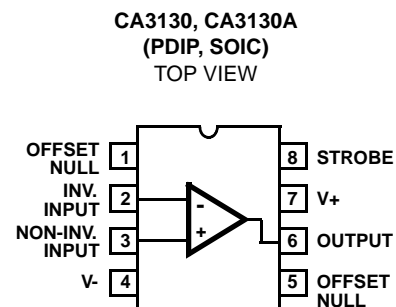 CA3130, CA3130A
(PDIP, SOIC)
TOP VIEW
OFFSET
NULL
1
8
STROBE
INV.
INPUT
2
-
7
V+
NON-INV.
INPUT
3
+
6
OUTPUT
V-
4
5
OFFSET
NULL